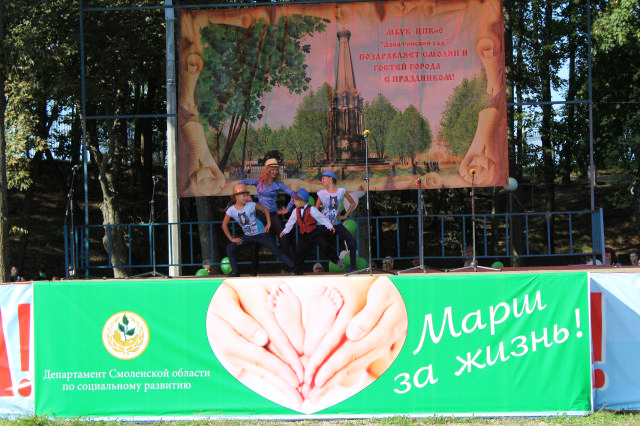 МБУК ЦПКиО
"Лопатинский сад"
ПОЗДРАВЛЯЕТ СМОЛЯН И
ГОСТЕЙ ГОРОДА
С ПРАЗДНИКОМ!
Департамент Смоленской области
по социальному развитию
Марш
за жизнь!